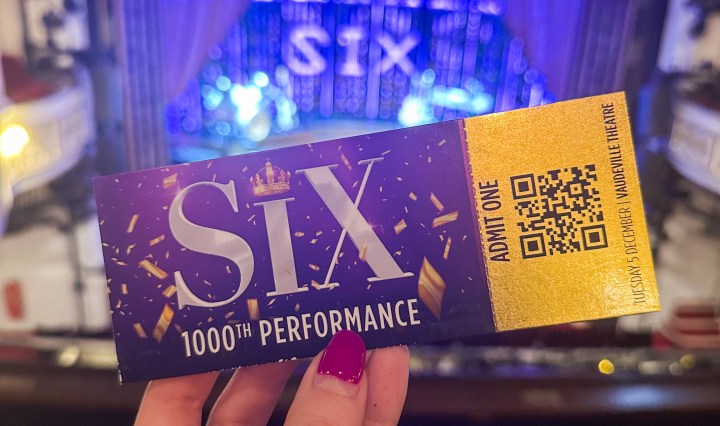 SIX
SIX
1000TH PERFORMANCE
ADMIT ONE
TUESDAY 5 DECEMBER | VAUDEVILLE THEATRE